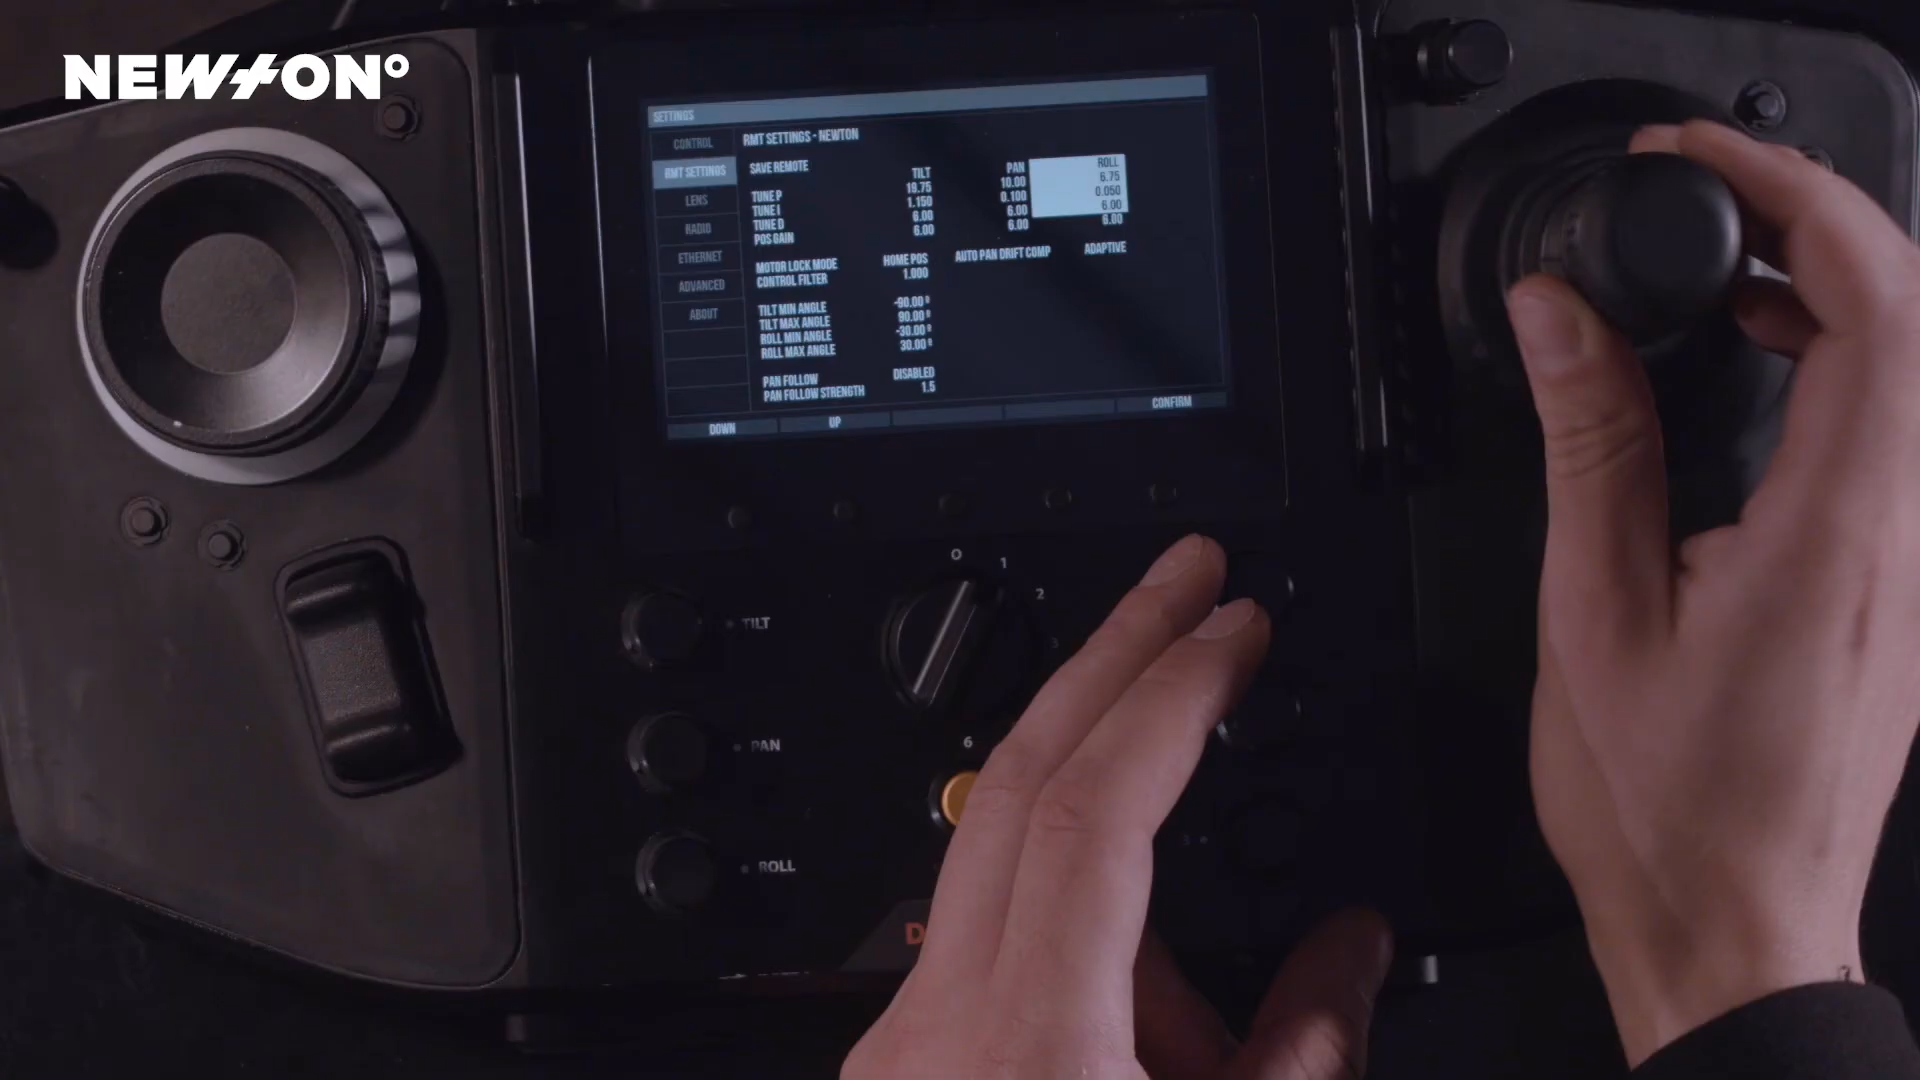 NEWTON°
SETTINGS
CONTROL
RMT SETTINGS
LENS
RADIO
ETHERNET
ADVANCED
ABOUT
RMT SETTINGS - NEWTON
SAVE REMOTE
TILT PAN ROLL
TUNE P 19.75 10.00 6.75
TUNE I 1.150 0.100 0.050
TUNE D 6.00 6.00 6.00
POS GAIN 6.00 6.00 6.00
MOTOR LOCK MODE HOME POS AUTO PAN DRIFT COMP ADAPTIVE
CONTROL FILTER 1.000
TILT MIN ANGLE -90.00 º
TILT MAX ANGLE 90.00 º
ROLL MIN ANGLE -30.00 º
ROLL MAX ANGLE 30.00 º
PAN FOLLOW DISABLED
PAN FOLLOW STRENGTH 1.5
DOWN UP CONFIRM
0
1
2
3
6
TILT
PAN
ROLL
3
D